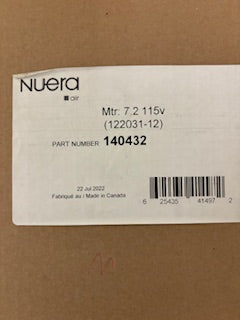 nuera
air
Mtr: 7.2 115v
(122031-12)
PART NUMBER 140432
22 Jul 2022
Fabriqué au / Made in Canada
6 25435 41497 2